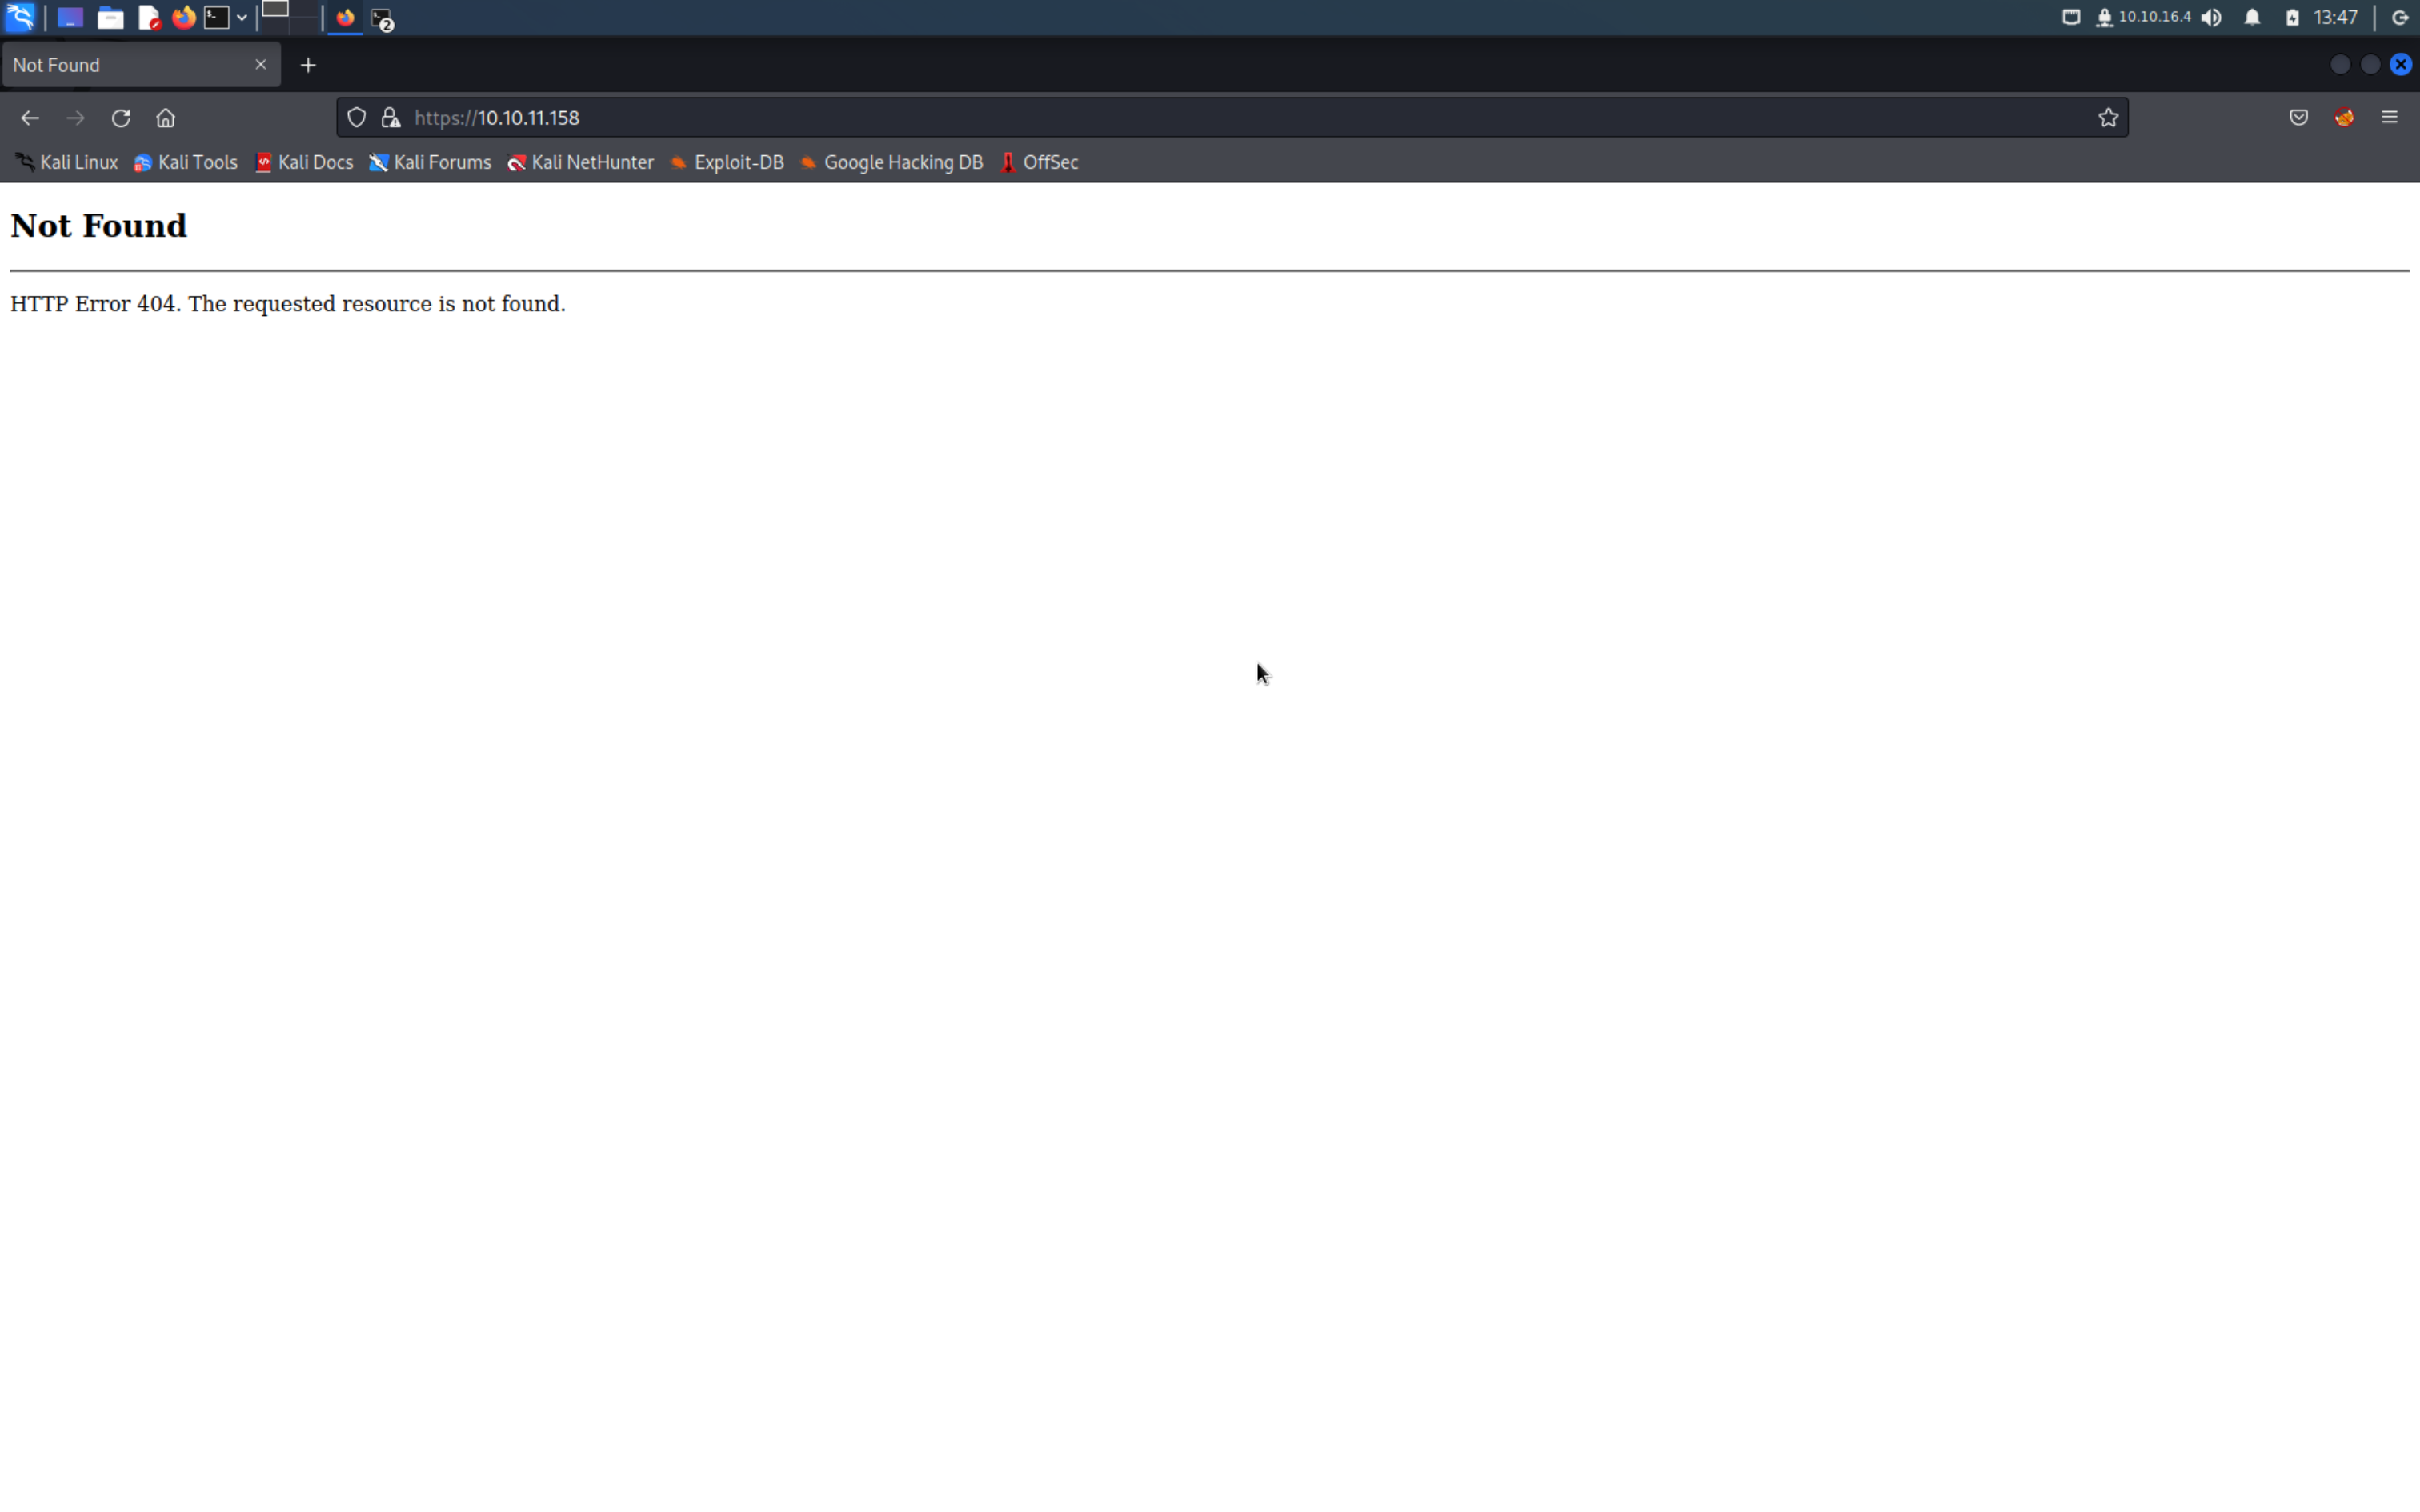 10.10.16.4 13:47
2
Not Found
https://10.10.11.158
Kali Linux Kali Tools Kali Docs Kali Forums Kali NetHunter Exploit-DB Google Hacking DB OffSec
Not Found
HTTP Error 404. The requested resource is not found.